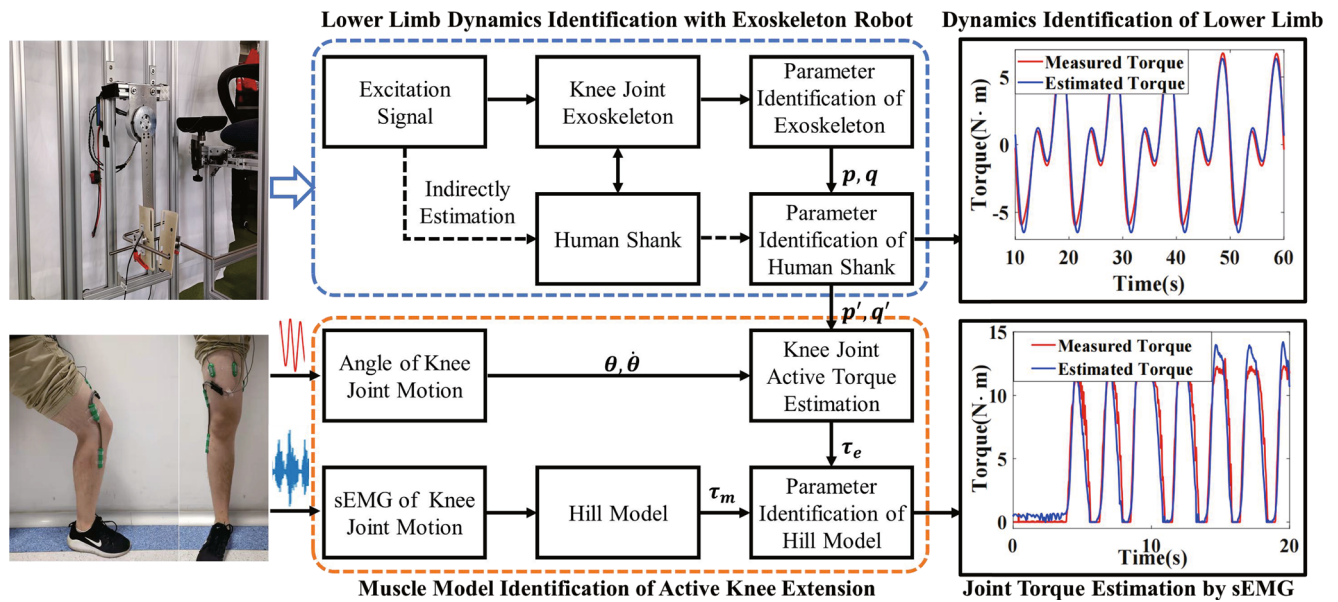 Lower Limb Dynamics Identification with Exoskeleton Robot
Dynamics Identification of Lower Limb
Excitation
Signal
Knee Joint
Exoskeleton
Parameter
Identification of
Exoskeleton
Indirectly
Estimation
p, q
Human Shank
Parameter
Identification of
Human Shank
Measured Torque
Estimated Torque
Torque(N· m)
5
0
-5
10 20 30 40 50 60
Time(s)
p′, q′
Angle of Knee
Joint Motion
θ, θ̇
Knee Joint
Active Torque
Estimation
τe
sEMG of Knee
Joint Motion
Hill Model
τm
Parameter
Identification of
Hill Model
Measured Torque
Estimated Torque
Torque(N· m)
15
10
5
0
0 10 20
Time(s)
Muscle Model Identification of Active Knee Extension
Joint Torque Estimation by sEMG